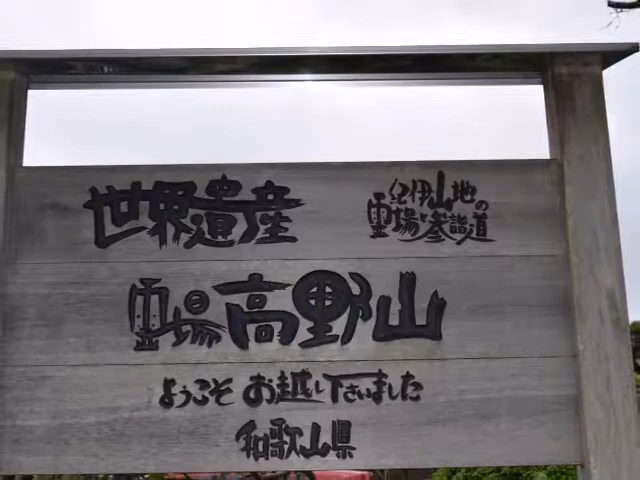 世界遺産
紀伊山地の
霊場と参詣道
霊場高野山
ようこそお越し下さいました
和歌山県